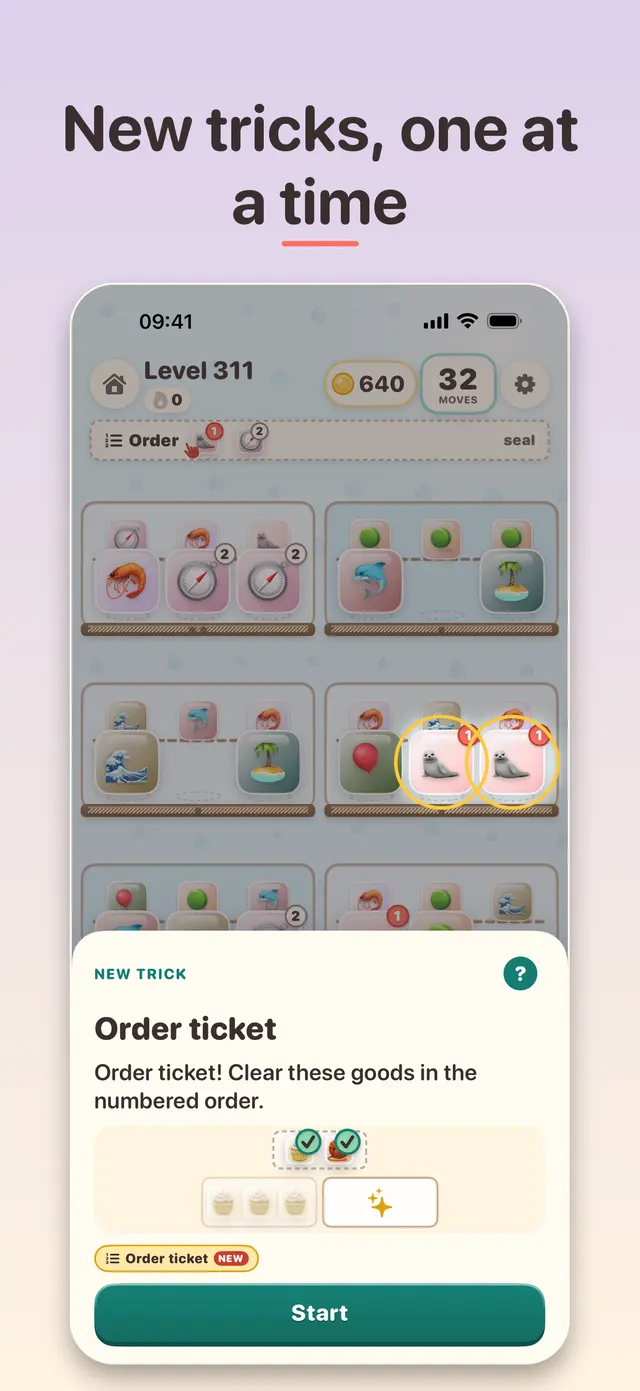 New tricks, one at
a time
09:41
Level 311
0
640
32
MOVES
Order
1
2
seal
2
2
1
1
2
1
NEW TRICK
?
Order ticket
Order ticket! Clear these goods in the
numbered order.
Order ticket NEW
Start